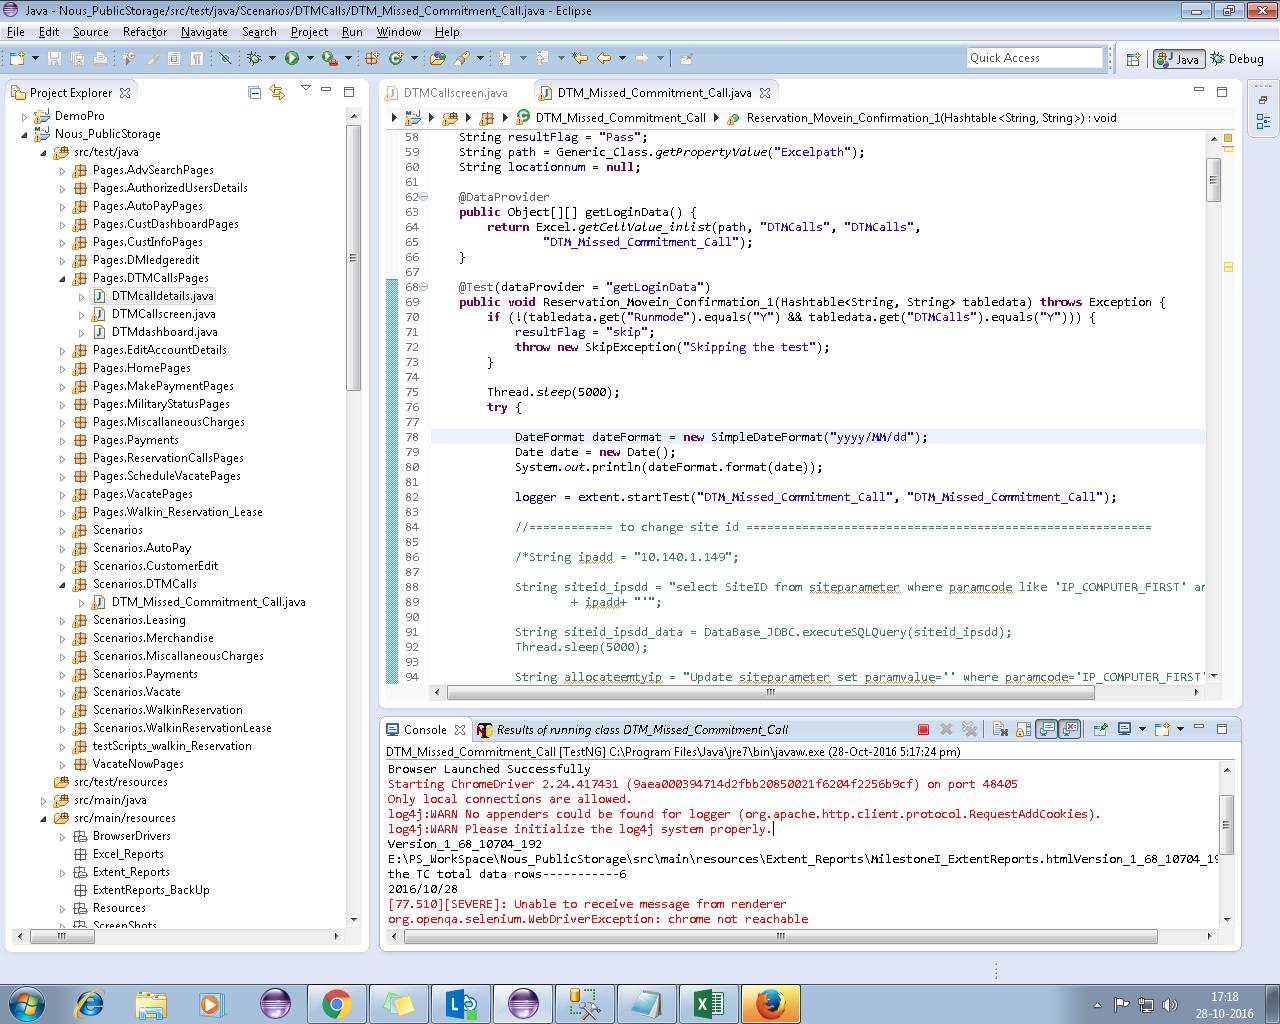 Java - Nous_PublicStorage/src/test/java/Scenarios/DTMCalls/DTM_Missed_Commitment_Call.java - Eclipse
File Edit Source Refactor Navigate Search Project Run Window Help
Quick Access
Java
Debug
Project Explorer
DemoPro
Nous_PublicStorage
src/test/java
Pages.AdvSearchPages
Pages.AuthorizedUsersDetails
Pages.AutoPayPages
Pages.CustDashboardPages
Pages.CustInfoPages
Pages.DMledgeredit
Pages.DTMCallsPages
DTMcalldetails.java
DTMCallscreen.java
DTMdashboard.java
Pages.EditAccountDetails
Pages.HomePages
Pages.MakePaymentPages
Pages.MilitaryStatusPages
Pages.MiscallaneousCharges
Pages.Payments
Pages.ReservationCallsPages
Pages.ScheduleVacatePages
Pages.VacatePages
Pages.Walkin_Reservation_Lease
Scenarios
Scenarios.AutoPay
Scenarios.CustomerEdit
Scenarios.DTMCalls
DTM_Missed_Commitment_Call.java
Scenarios.Leasing
Scenarios.Merchandise
Scenarios.MiscallaneousCharges
Scenarios.Payments
Scenarios.Vacate
Scenarios.WalkinReservation
Scenarios.WalkinReservationLease
testScripts_walkin_Reservation
VacateNowPages
src/test/resources
src/main/java
src/main/resources
BrowserDrivers
Excel_Reports
Extent_Reports
ExtentReports_BackUp
Resources
ScreenShots
DTMCallscreen.java
DTM_Missed_Commitment_Call.java
DTM_Missed_Commitment_Call
Reservation_Movein_Confirmation_1(Hashtable<String, String>) : void
58 String resultFlag = "Pass";
59 String path = Generic_Class.getPropertyValue("Excelpath");
60 String locationnum = null;
61
62 @DataProvider
63 public Object[][] getLoginData() {
64 return Excel.getCellValue_inlist(path, "DTMCalls", "DTMCalls",
65 "DTM_Missed_Commitment_Call");
66 }
67
68 @Test(dataProvider = "getLoginData")
69 public void Reservation_Movein_Confirmation_1(Hashtable<String, String> tabledata) throws Exception {
70 if (!(tabledata.get("Runmode").equals("Y") && tabledata.get("DTMCalls").equals("Y"))) {
71 resultFlag = "skip";
72 throw new SkipException("Skipping the test");
73 }
74
75 Thread.sleep(5000);
76 try {
77
78 DateFormat dateFormat = new SimpleDateFormat("yyyy/MM/dd");
79 Date date = new Date();
80 System.out.println(dateFormat.format(date));
81
82 logger = extent.startTest("DTM_Missed_Commitment_Call", "DTM_Missed_Commitment_Call");
83
84 //============ to change site id ==========================================================
85
86 /*String ipadd = "10.140.1.149";
87
88 String siteid_ipsdd = "select SiteID from siteparameter where paramcode like 'IP_COMPUTER_FIRST' an
89 + ipadd+ "'";
90
91 String siteid_ipsdd_data = DataBase_JDBC.executeSQLQuery(siteid_ipsdd);
92 Thread.sleep(5000);
93
94 String allocateemtyip = "Update siteparameter set paramvalue='' where paramcode='IP_COMPUTER_FIRST'
Console
Results of running class DTM_Missed_Commitment_Call
DTM_Missed_Commitment_Call [TestNG] C:\Program Files\Java\jre7\bin\javaw.exe (28-Oct-2016 5:17:24 pm)
Browser Launched Successfully
Starting ChromeDriver 2.24.417431 (9aea000394714d2fbb20850021f6204f2256b9cf) on port 48405
Only local connections are allowed.
log4j:WARN No appenders could be found for logger (org.apache.http.client.protocol.RequestAddCookies).
log4j:WARN Please initialize the log4j system properly.
Version_1_68_10704_192
E:\PS_WorkSpace\Nous_PublicStorage\src\main\resources\Extent_Reports\MilestoneI_ExtentReports.htmlVersion_1_68_10704_19
the TC total data rows-----------6
2016/10/28
[77.510][SEVERE]: Unable to receive message from renderer
org.openqa.selenium.WebDriverException: chrome not reachable
17:18
28-10-2016